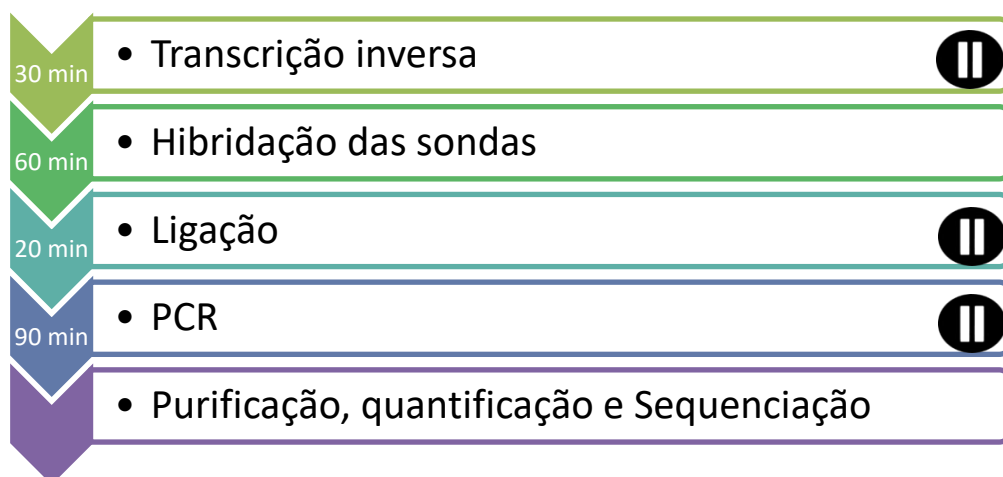 30 min
• Transcrição inversa
60 min
• Hibridação das sondas
20 min
• Ligação
90 min
• PCR
• Purificação, quantificação e Sequenciação